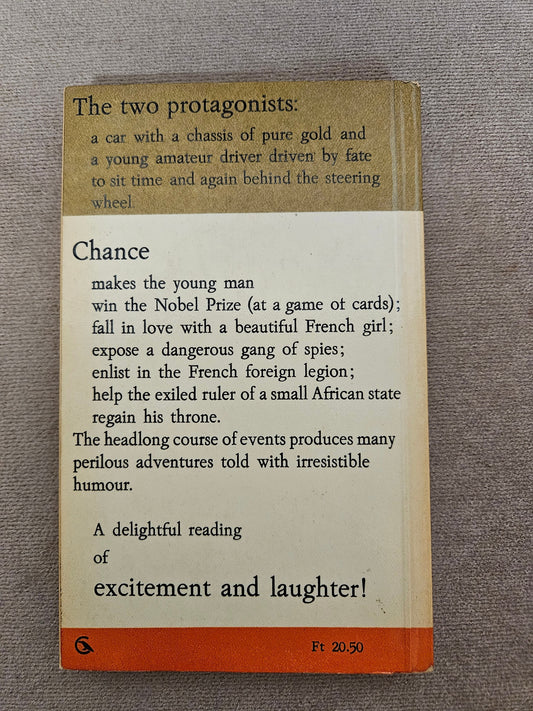 The two protagonists:
a car with a chassis of pure gold and
a young amateur driver driven by fate
to sit time and again behind the steering
wheel.
Chance
makes the young man
win the Nobel Prize (at a game of cards);
fall in love with a beautiful French girl;
expose a dangerous gang of spies;
enlist in the French foreign legion;
help the exiled ruler of a small African state
regain his throne.
The headlong course of events produces many
perilous adventures told with irresistible
humour.
A delightful reading
of
excitement and laughter!
Ft 20.50